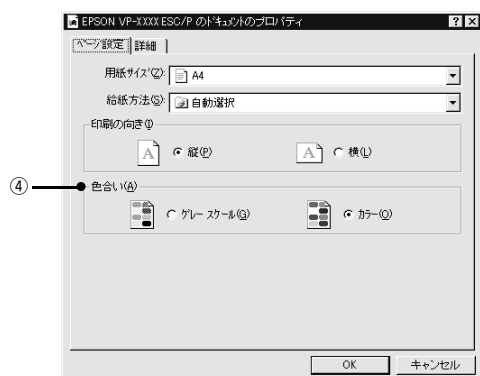 EPSON VP-XXXX ESC/P のドキュメントのプロパティ
ページ設定 詳細
用紙サイズ(Z): A4
給紙方法(S): 自動選択
印刷の向き(I)
A 縦(P) A 横(L)
④ 色合い(A)
グレー スケール(G) カラー(O)
OK キャンセル